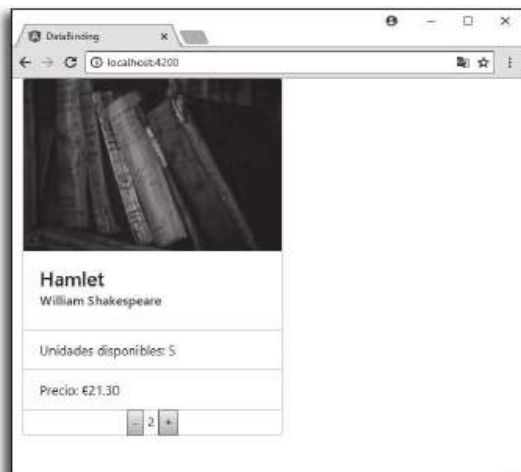 DataBinding
localhost:4200
Hamlet
William Shakespeare
Unidades disponibles: 5
Precio: €21.30
- 2 +